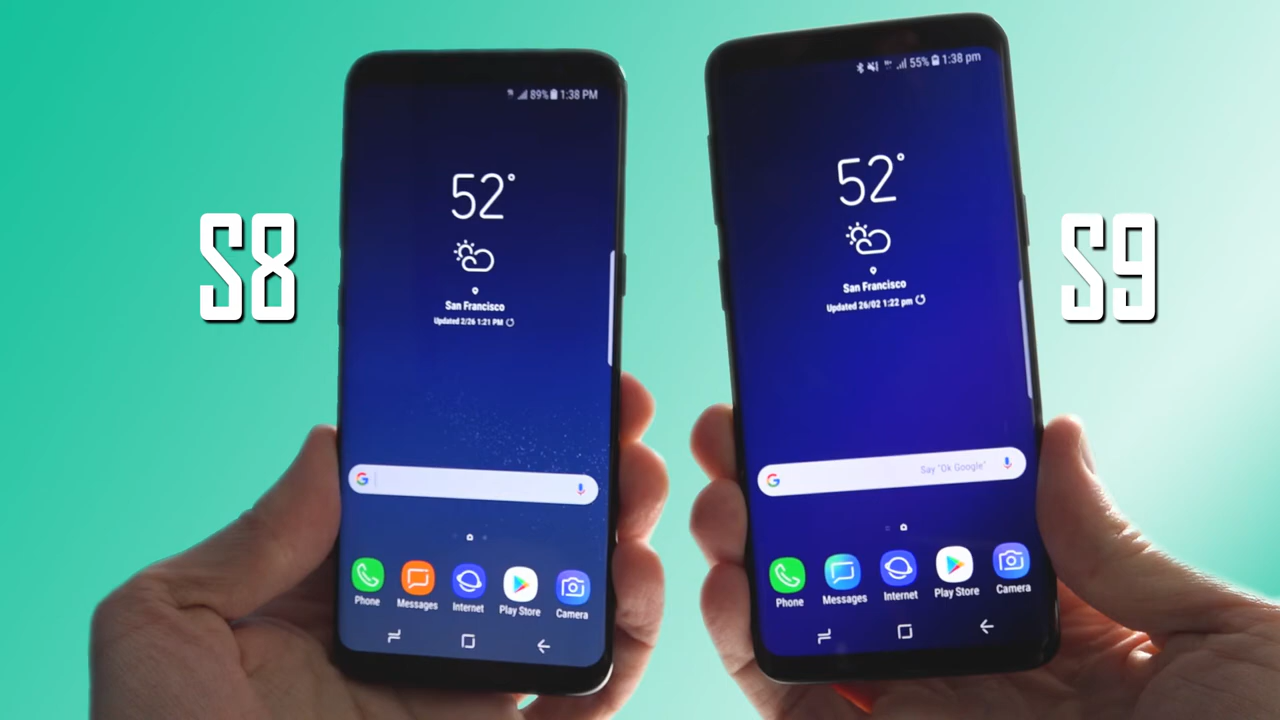 S8
89% 1:38 PM
52°
San Francisco
Updated 2/26 1:21 PM
G
Phone
Messages
Internet
Play Store
Camera
55% 1:38 pm
52°
San Francisco
Updated 26/02 1:22 pm
G Say "Ok Google"
Phone
Messages
Internet
Play Store
Camera
S9